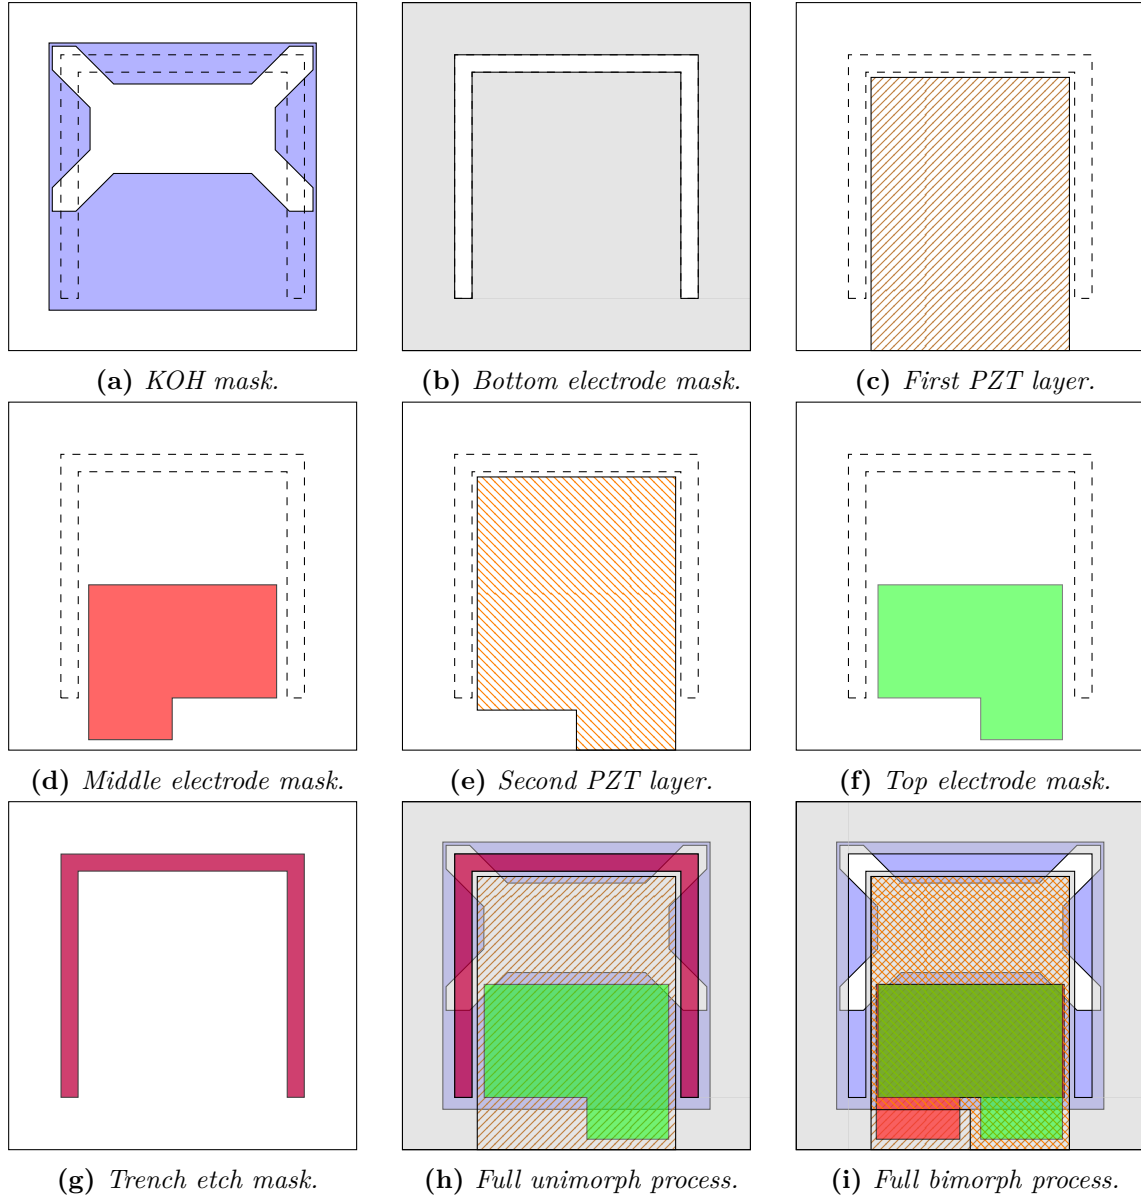 (a) KOH mask.
(b) Bottom electrode mask.
(c) First PZT layer.
(d) Middle electrode mask.
(e) Second PZT layer.
(f) Top electrode mask.
(g) Trench etch mask.
(h) Full unimorph process.
(i) Full bimorph process.